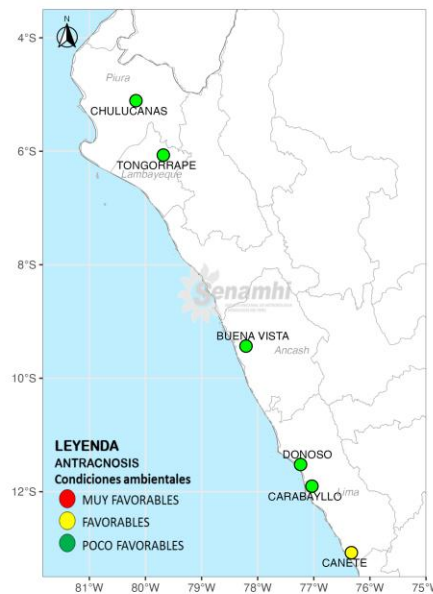 4°S
N
Piura
CHULUCANAS
6°S
TONGORRAPE
Lambayeque
8°S
Senamhi
BUENA VISTA
Ancash
10°S
LEYENDA
ANTRACNOSIS
Condiciones ambientales
MUY FAVORABLES
FAVORABLES
POCO FAVORABLES
DONOSO
12°S
CARABAYLLO
Lima
CAÑETE
81°W 80°W 79°W 78°W 77°W 76°W 75°W